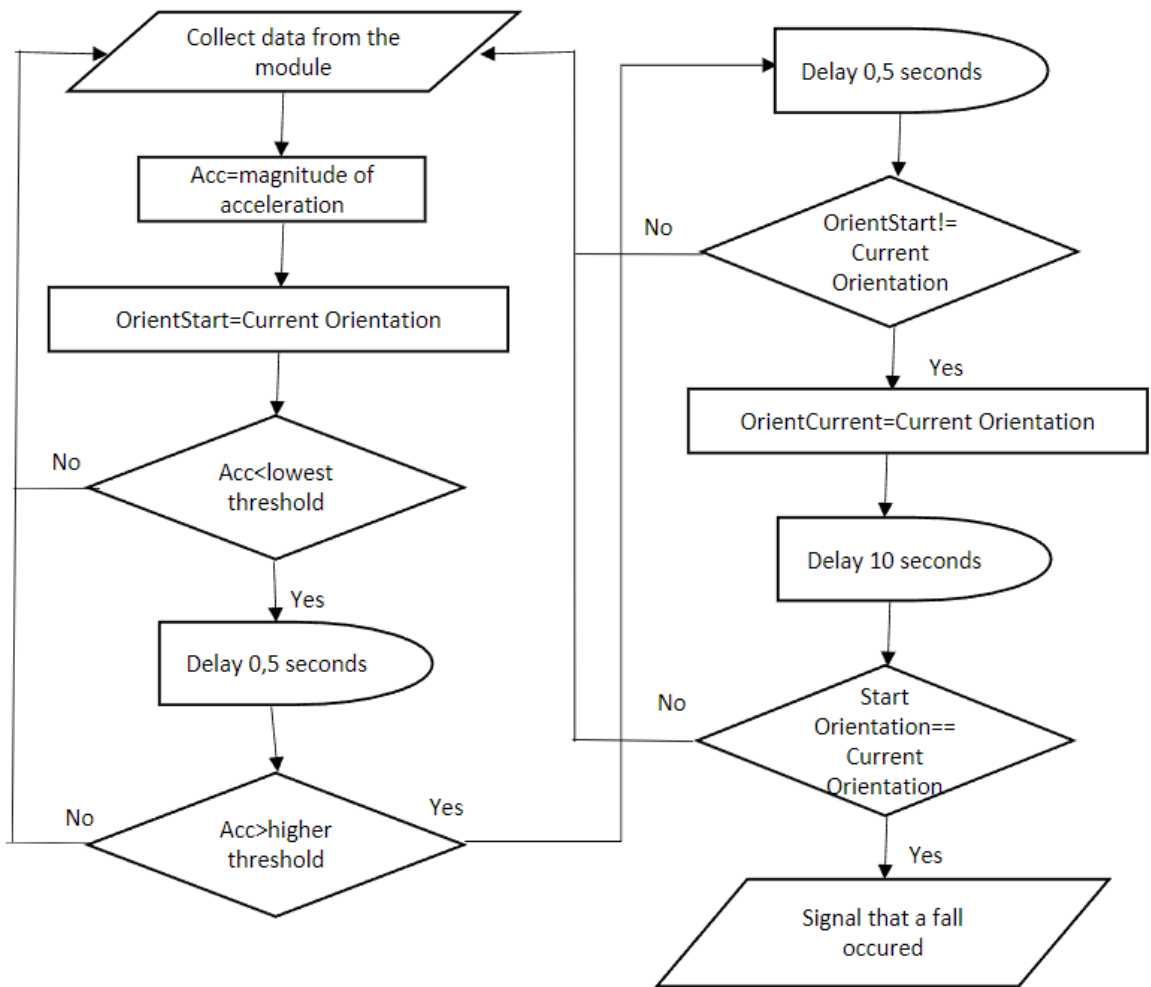 Collect data from the
module
Acc=magnitude of
acceleration
OrientStart=Current Orientation
Acc<lowest
threshold
No
Yes
Delay 0,5 seconds
Acc>higher
threshold
No
Yes
Delay 0,5 seconds
OrientStart!=
Current
Orientation
No
Yes
OrientCurrent=Current Orientation
Delay 10 seconds
Start
Orientation==
Current
Orientation
No
Yes
Signal that a fall
occured